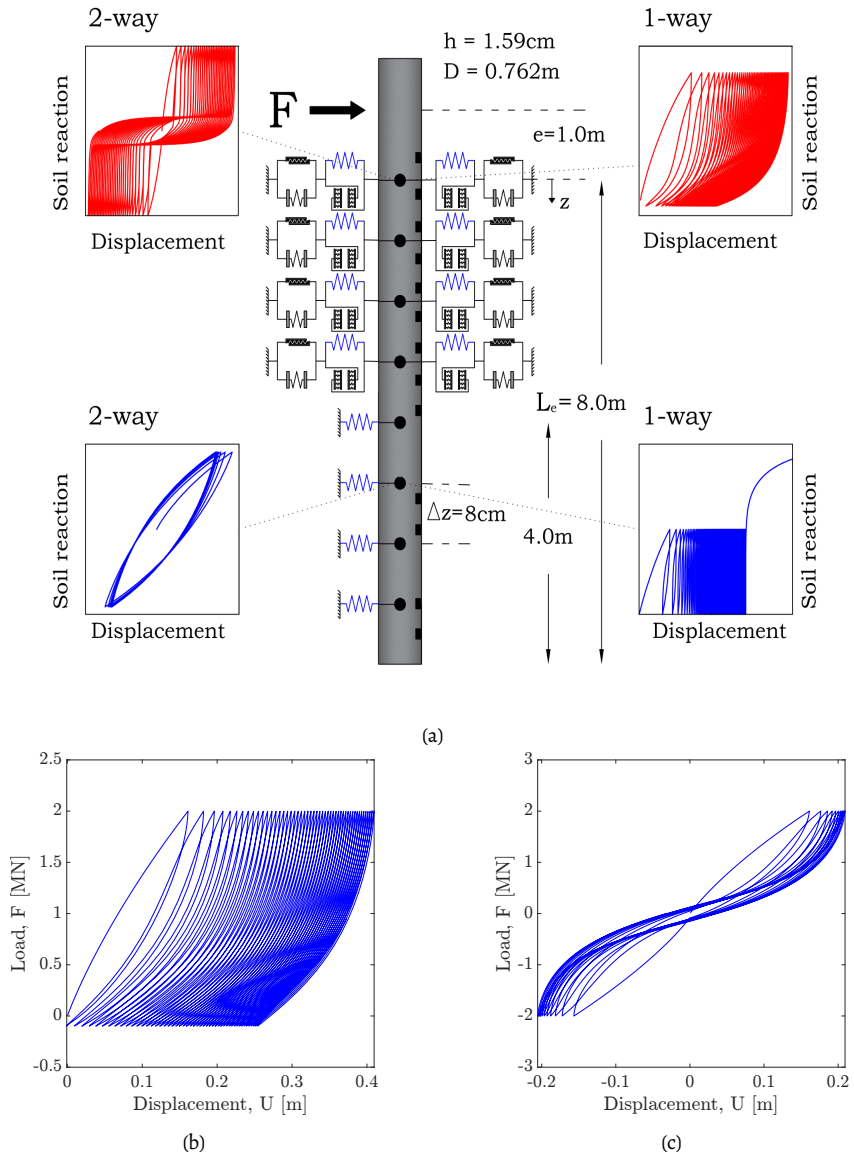 2-way
Soil reaction
Displacement
h = 1.59cm
D = 0.762m
F
e=1.0m
z
1-way
Soil reaction
Displacement
2-way
Soil reaction
Displacement
Lₑ=8.0m
Δz=8cm
4.0m
1-way
Soil reaction
Displacement
(a)
2.5
2
1.5
1
0.5
0
-0.5
Load, F [MN]
0
0.1
0.2
0.3
0.4
Displacement, U [m]
(b)
3
2
1
0
-1
-2
-3
Load, F [MN]
-0.2
-0.1
0
0.1
0.2
Displacement, U [m]
(c)